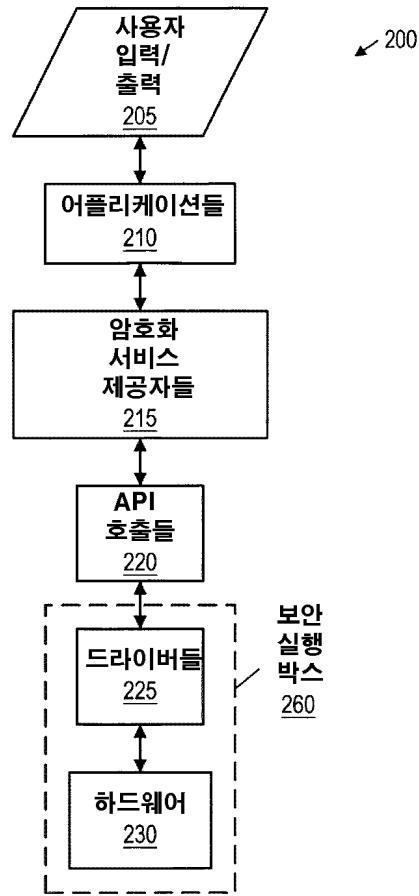 사용자
입력/
출력
205
200
어플리케이션들
210
암호화
서비스
제공자들
215
API
호출들
220
드라이버들
225
보안
실행
박스
260
하드웨어
230